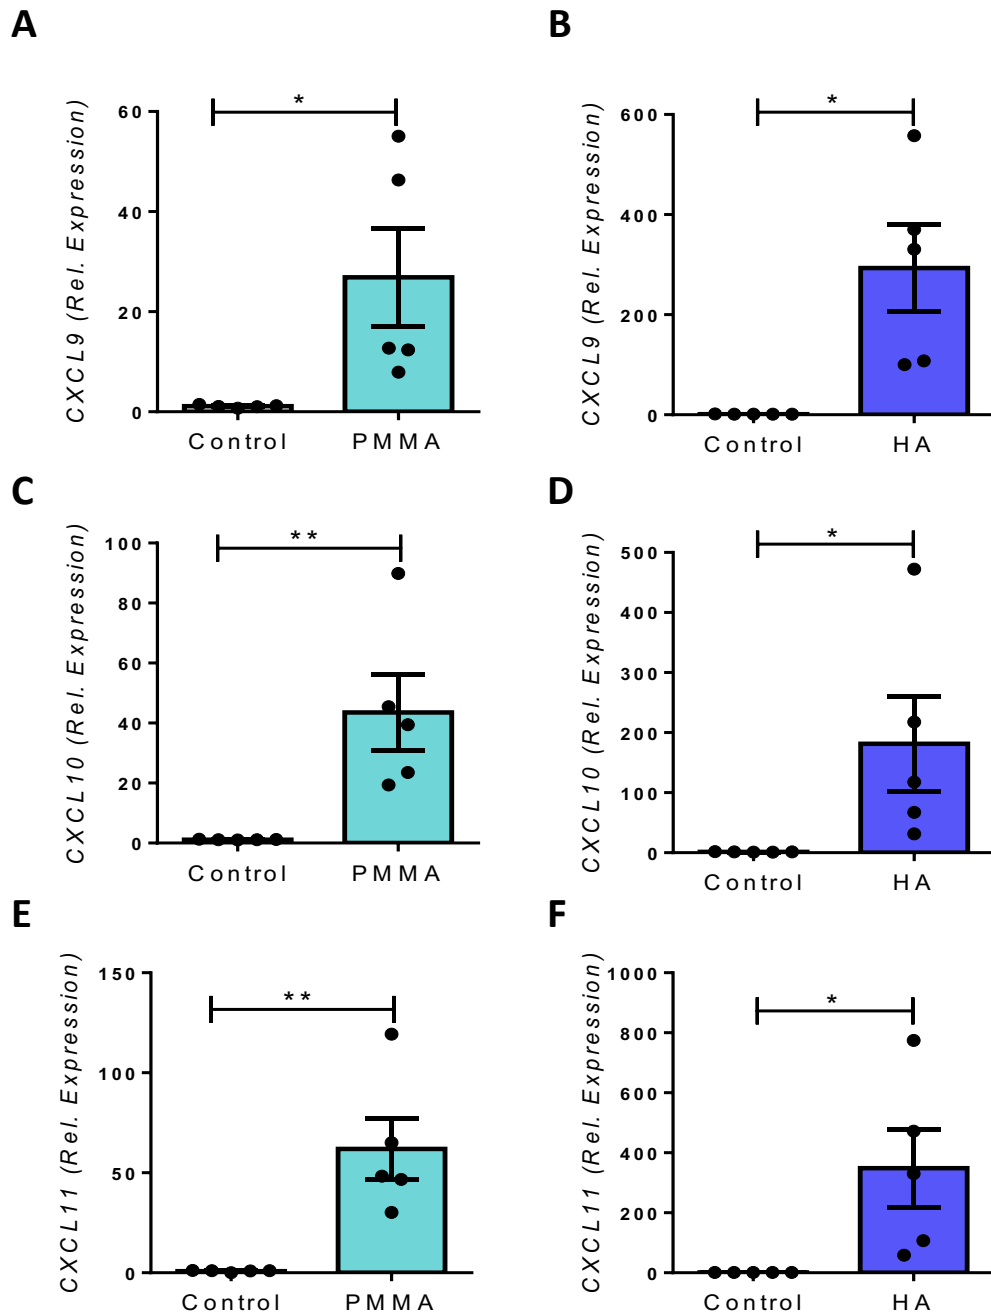 A
CXCL9 (Rel. Expression)
60
40
20
0
*
Control
PMMA
B
CXCL9 (Rel. Expression)
600
400
200
0
*
Control
HA
C
CXCL10 (Rel. Expression)
100
80
60
40
20
0
**
Control
PMMA
D
CXCL10 (Rel. Expression)
500
400
300
200
100
0
*
Control
HA
E
CXCL11 (Rel. Expression)
150
100
50
0
**
Control
PMMA
F
CXCL11 (Rel. Expression)
1000
800
600
400
200
0
*
Control
HA